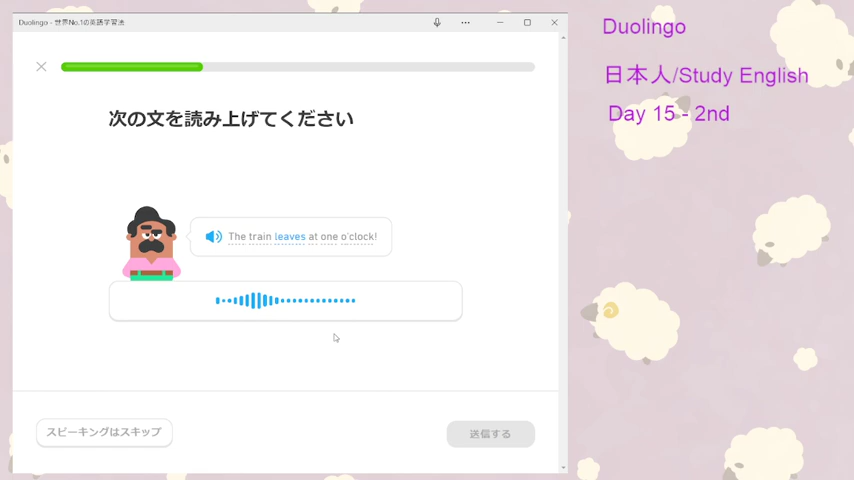 Duolingo - 世界No.1の英語学習法
Duolingo
日本人/Study English
Day 15 - 2nd
次の文を読み上げてください
The train leaves at one o'clock!
スピーキングはスキップ
送信する